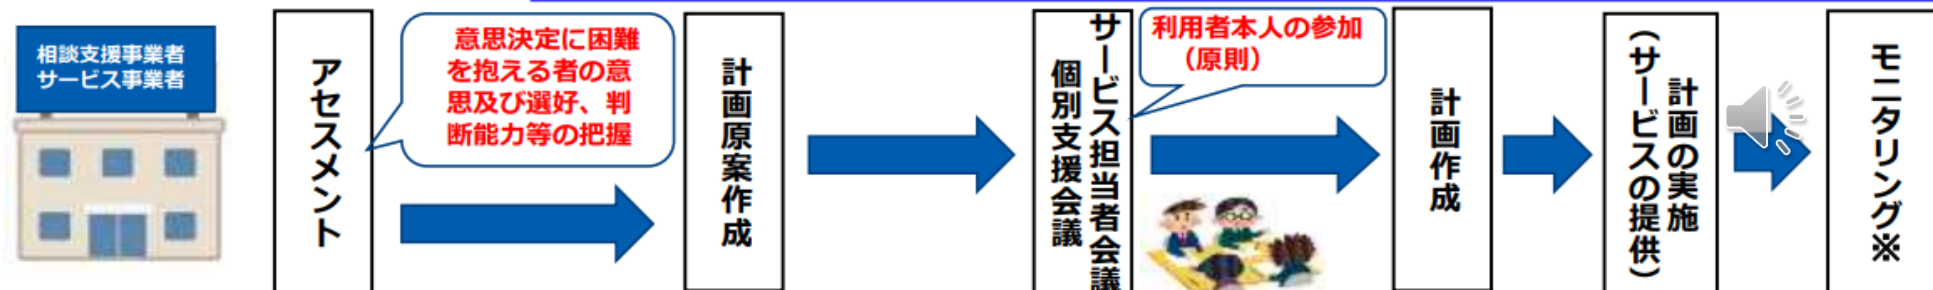 相談支援事業者
サービス事業者
アセスメント
意思決定に困難
を抱える者の意
思及び選好、判
断能力等の把握
計画原案作成
サービス担当者会議
個別支援会議
利用者本人の参加
（原則）
計画作成
計画の実施
（サービスの提供）
モニタリング※